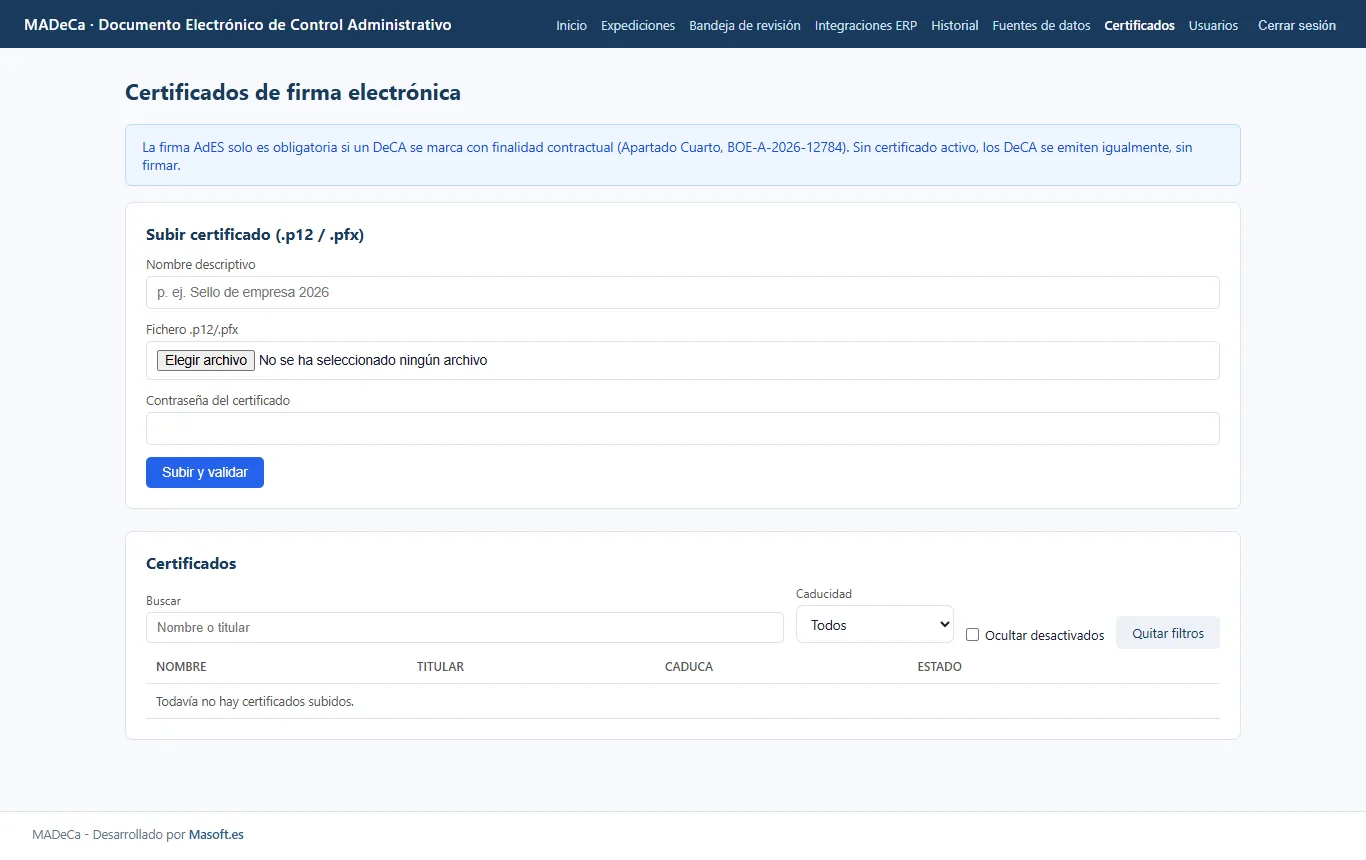 MADeCa · Documento Electrónico de Control Administrativo
Inicio Expediciones Bandeja de revisión Integraciones ERP Historial Fuentes de datos Certificados Usuarios Cerrar sesión
Certificados de firma electrónica
La firma AdES solo es obligatoria si un DeCA se marca con finalidad contractual (Apartado Cuarto, BOE-A-2026-12784). Sin certificado activo, los DeCA se emiten igualmente, sin
firmar.
Subir certificado (.p12 / .pfx)
Nombre descriptivo
p. ej. Sello de empresa 2026
Fichero .p12/.pfx
Elegir archivo No se ha seleccionado ningún archivo
Contraseña del certificado
Subir y validar
Certificados
Buscar
Nombre o titular
Caducidad
Todos
Ocultar desactivados
Quitar filtros
NOMBRE TITULAR CADUCA ESTADO
Todavía no hay certificados subidos.
MADeCa - Desarrollado por Masoft.es